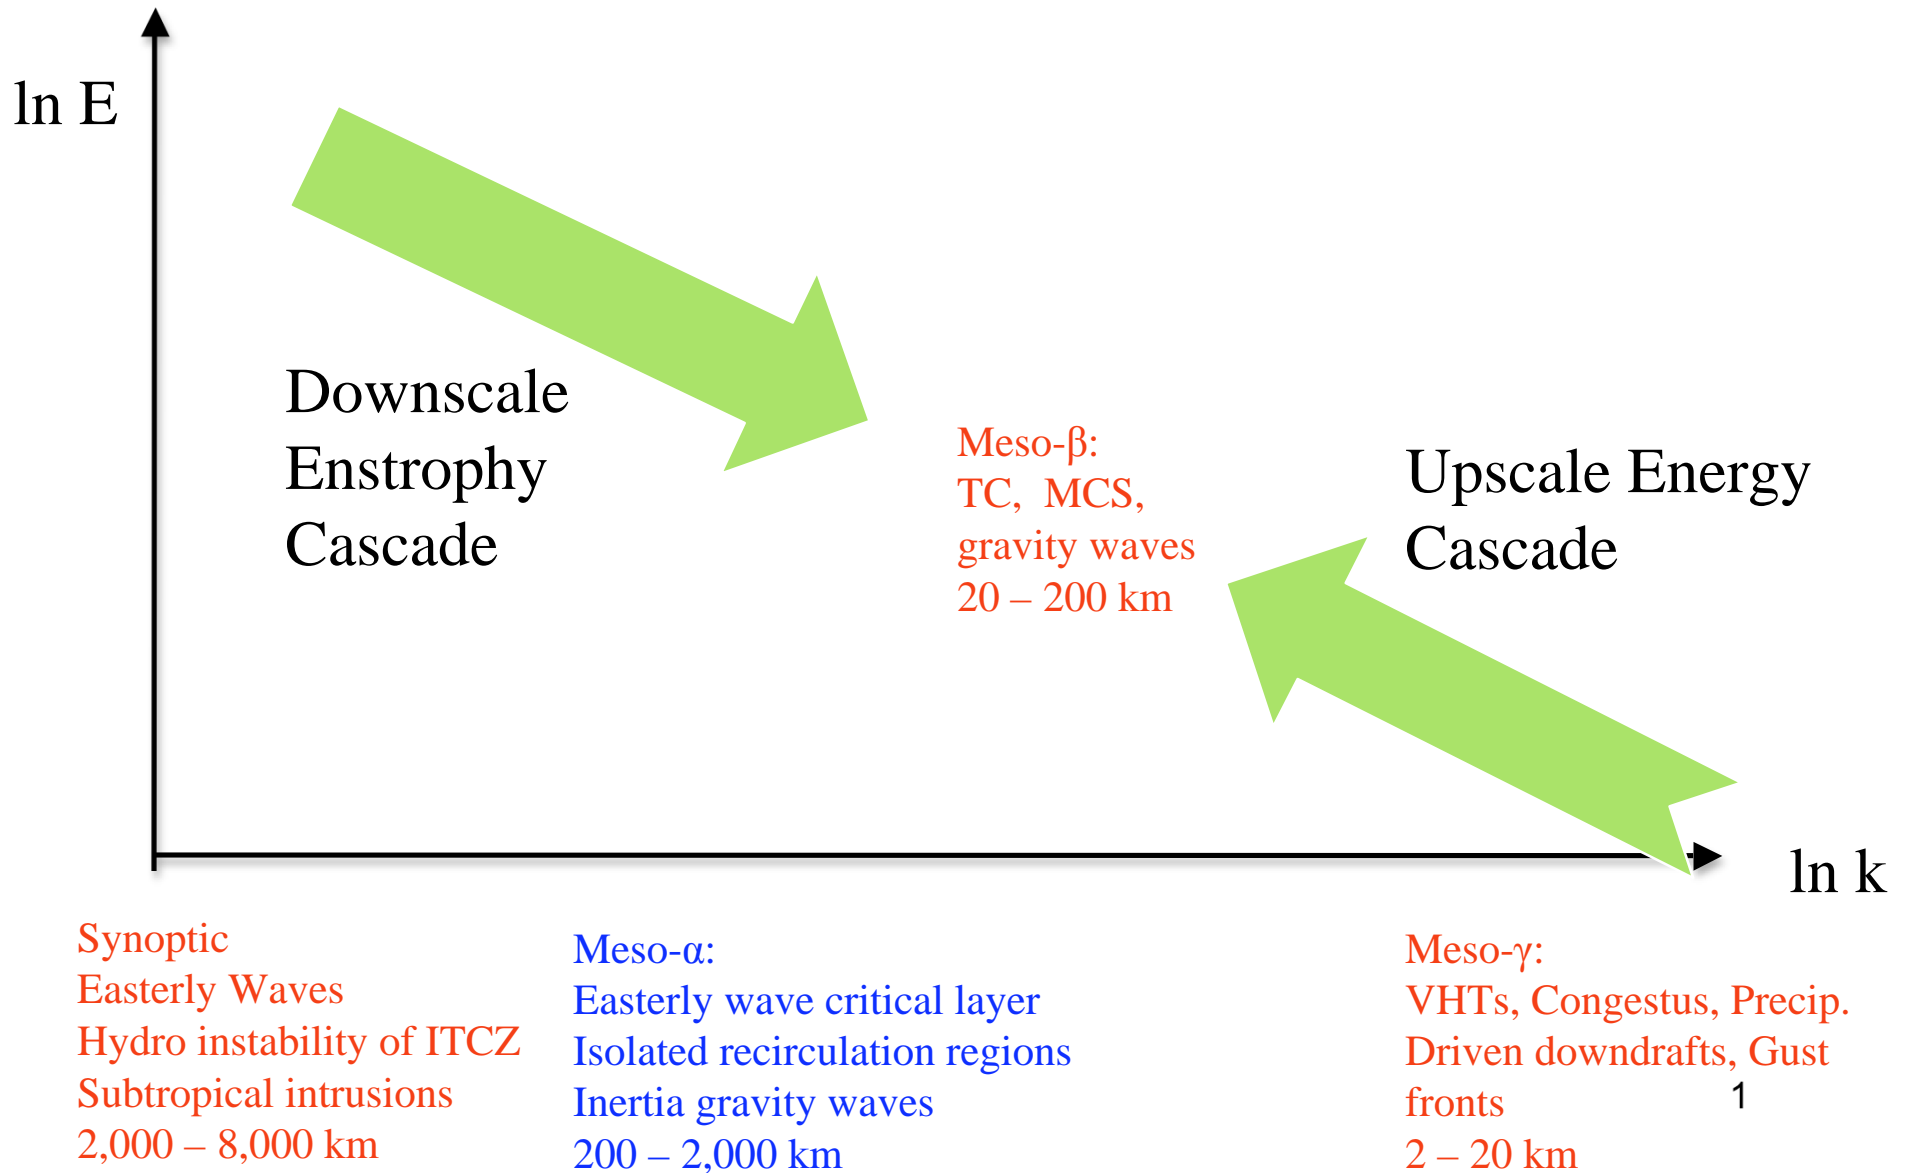 ln E
Downscale
Enstrophy
Cascade
Meso-β:
TC, MCS,
gravity waves
20 – 200 km
Upscale Energy
Cascade
ln k
Synoptic
Easterly Waves
Hydro instability of ITCZ
Subtropical intrusions
2,000 – 8,000 km
Meso-α:
Easterly wave critical layer
Isolated recirculation regions
Inertia gravity waves
200 – 2,000 km
Meso-γ:
VHTs, Congestus, Precip.
Driven downdrafts, Gust
fronts
2 – 20 km
1